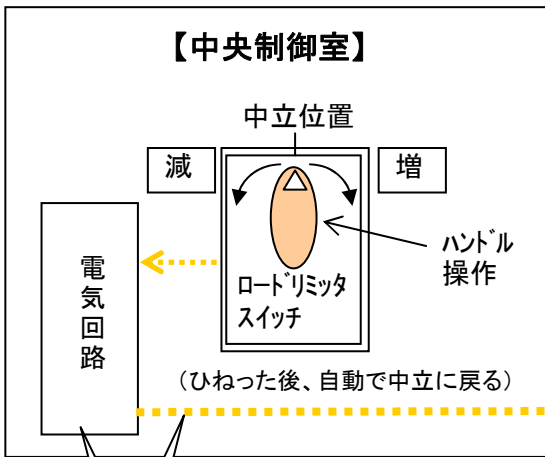 【中央制御室】
中立位置
減
増
ハンドル
操作
ロードリミッタ
スイッチ
電気回路
(ひねった後、自動で中立に戻る)